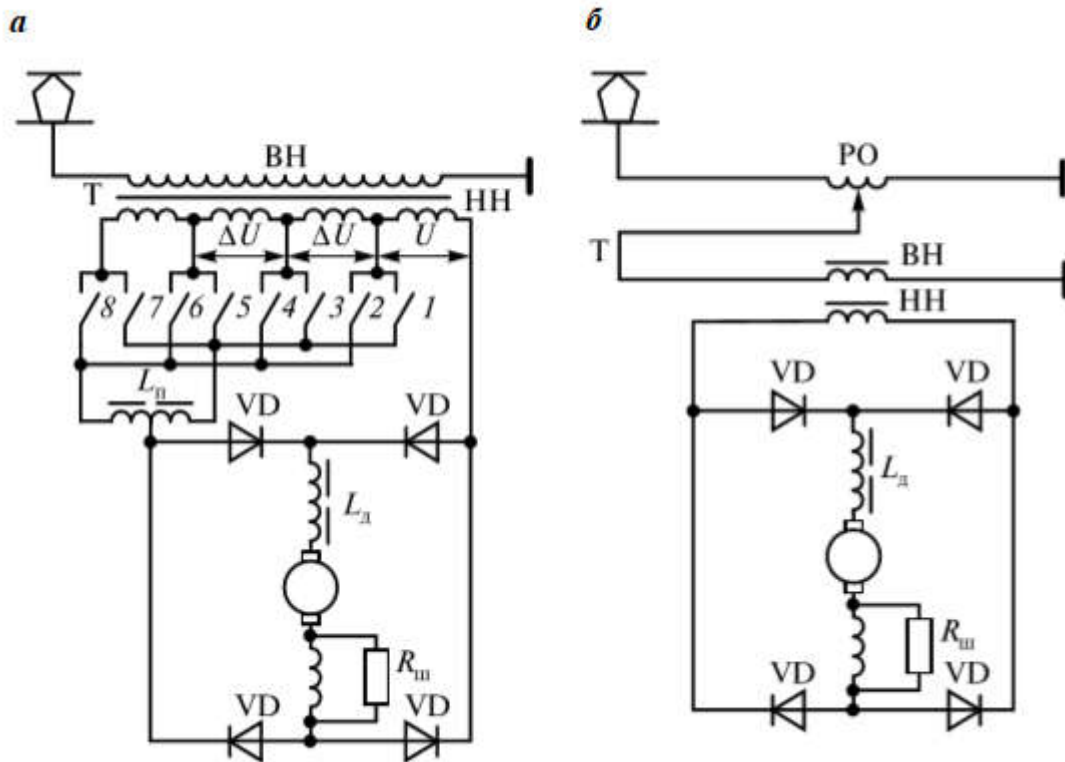 а
ВН
Т
НН
ΔU ΔU U
8 7 6 5 4 3 2 1
Lп
VD VD
Lд
Rш
VD VD
б
РО
Т
ВН
НН
VD VD
Lд
Rш
VD VD